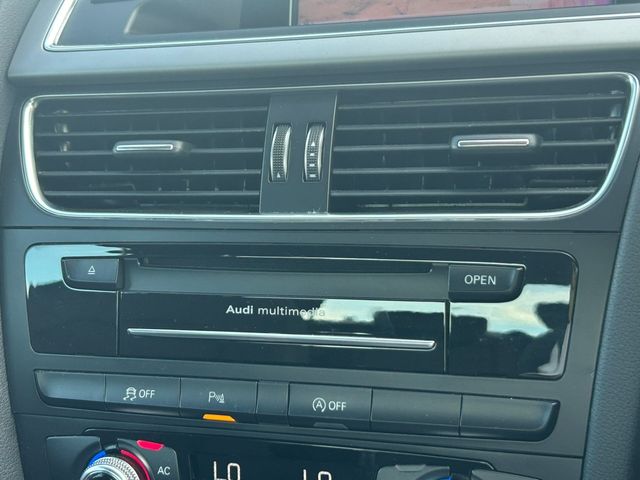 OPEN
Audi multimedia
OFF
P
A OFF
AC
LO
LO